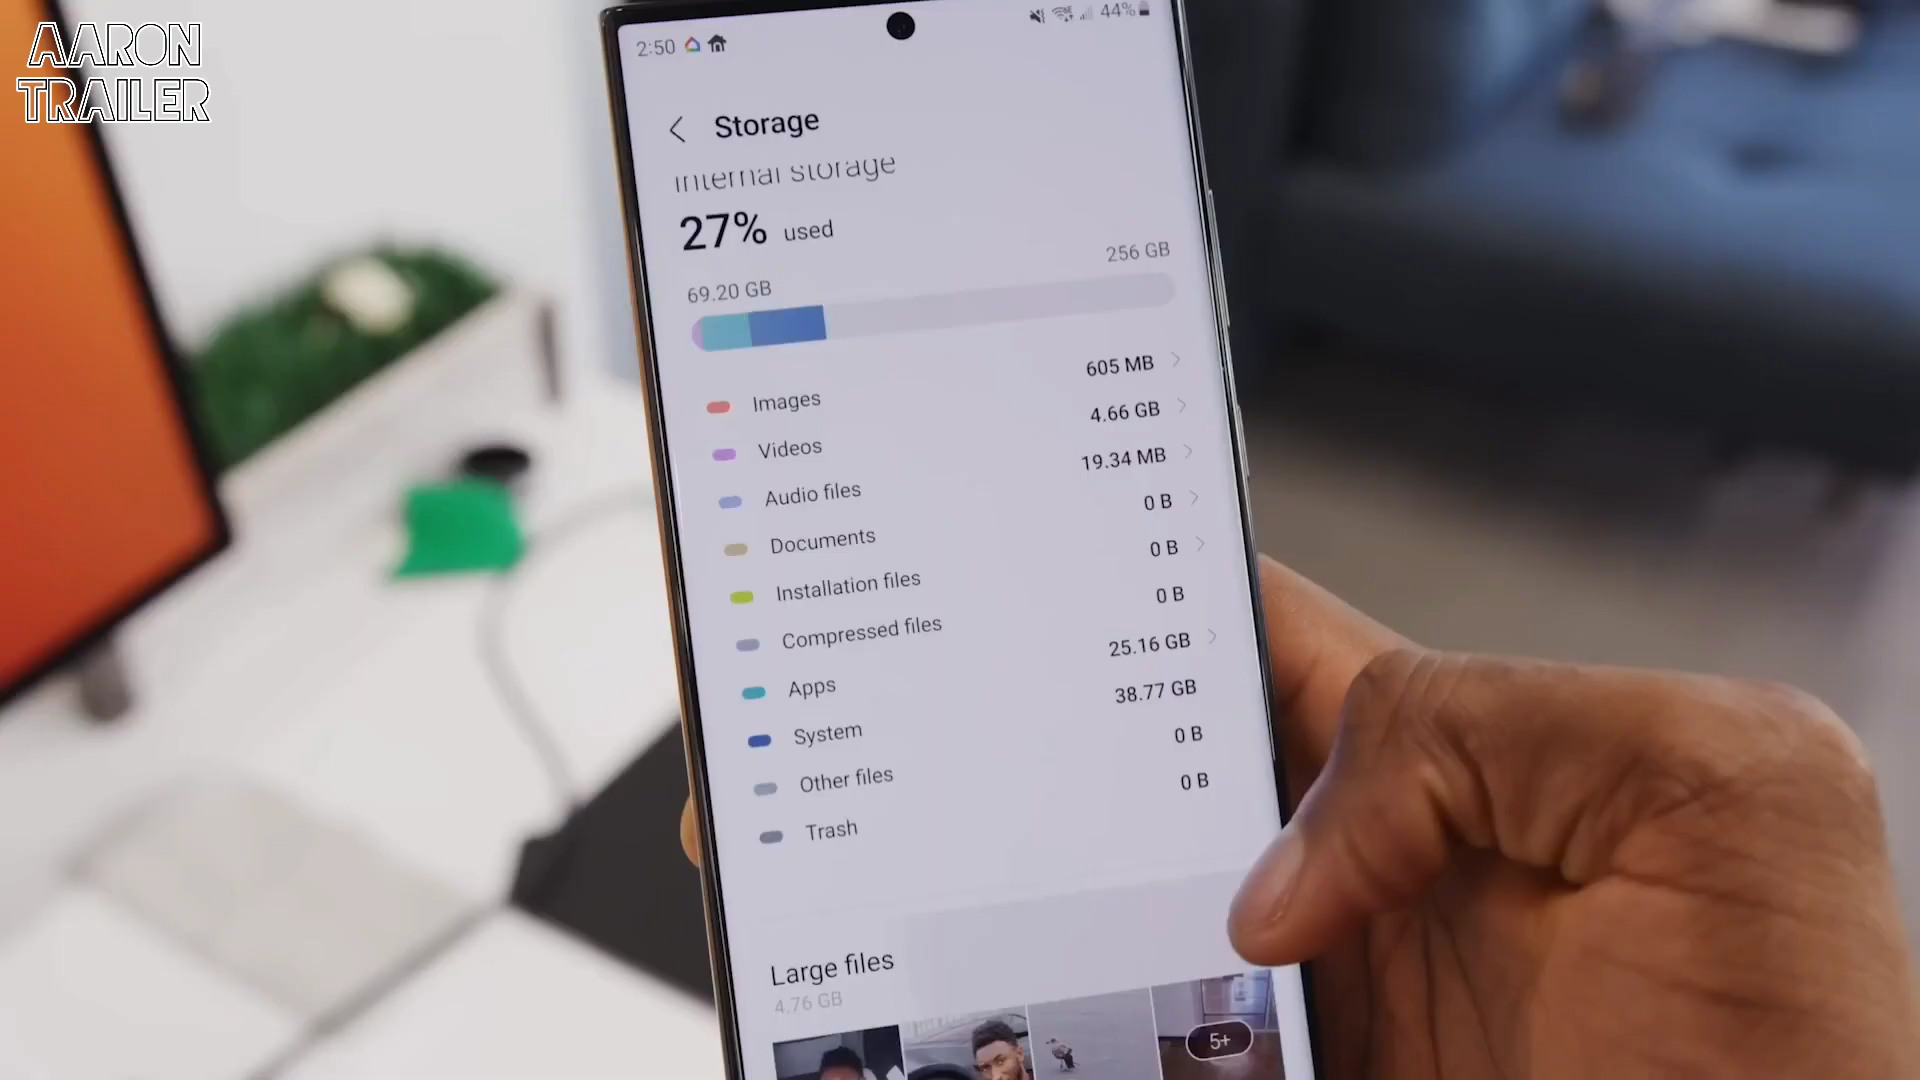 AARON
TRAILER
2:50
44%
Storage
Internal storage
27% used
69.20 GB
256 GB
Images
605 MB
Videos
4.66 GB
Audio files
19.34 MB
Documents
0 B
Installation files
0 B
Compressed files
0 B
Apps
25.16 GB
System
38.77 GB
Other files
0 B
Trash
0 B
Large files
4.76 GB
5+